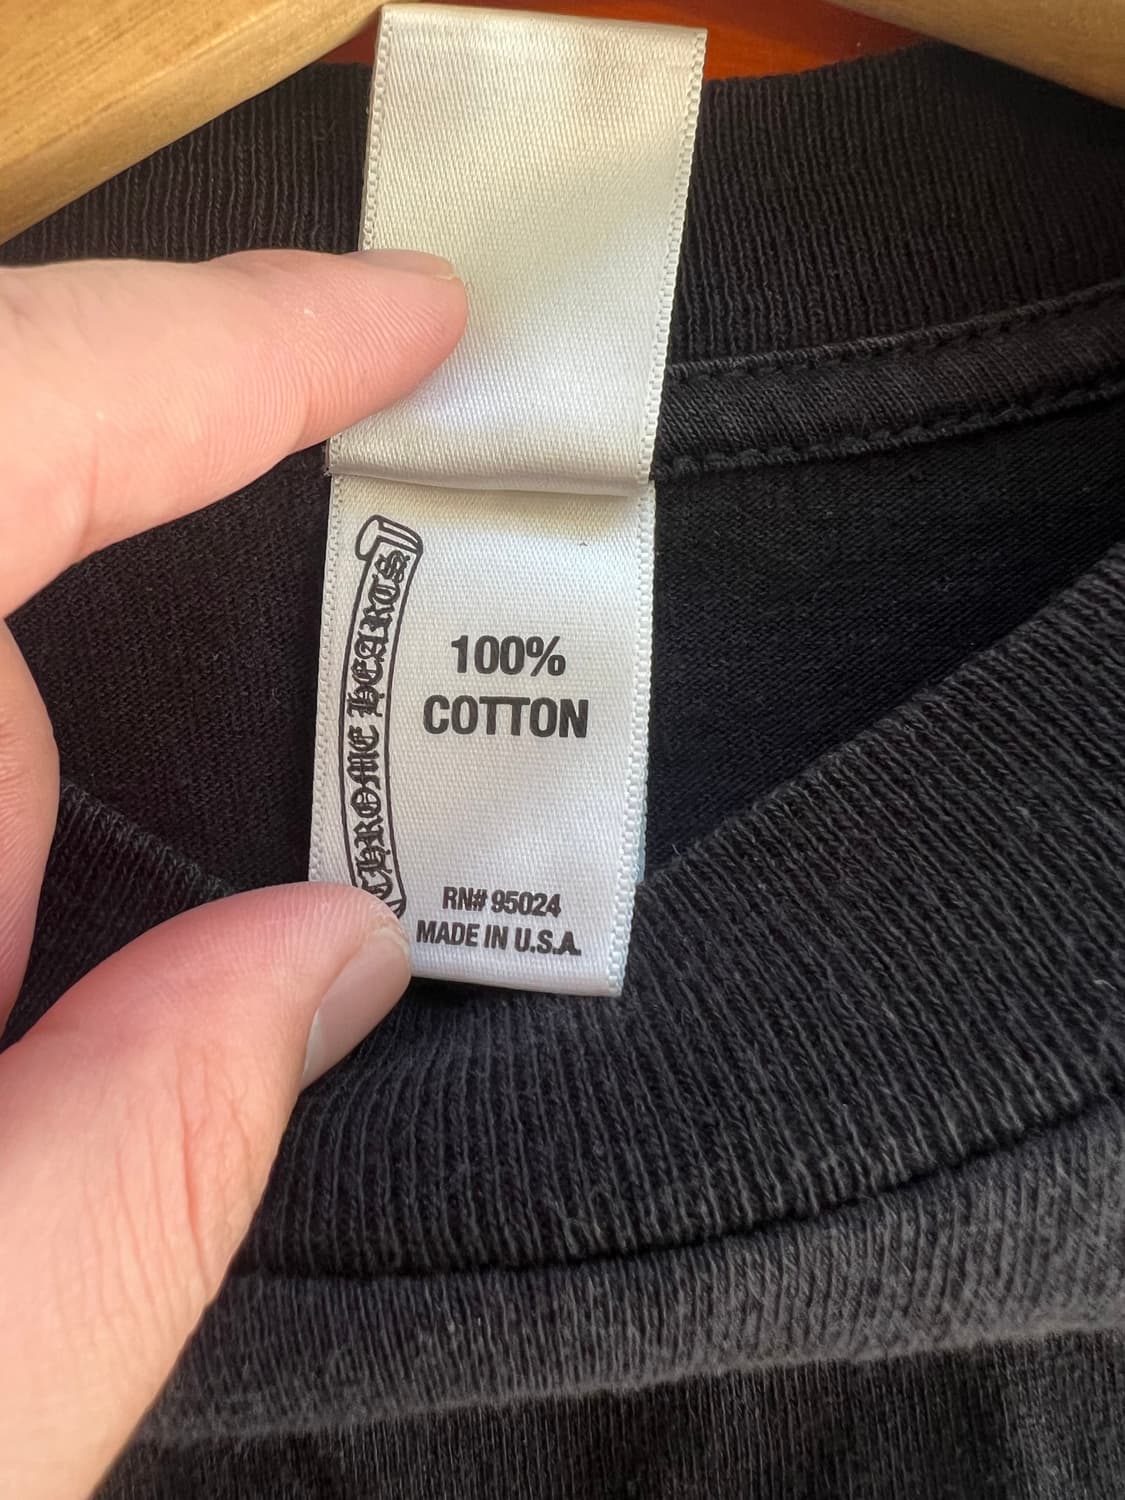 CHROME HEARTS
100%
COTTON
RN# 95024
MADE IN U.S.A.